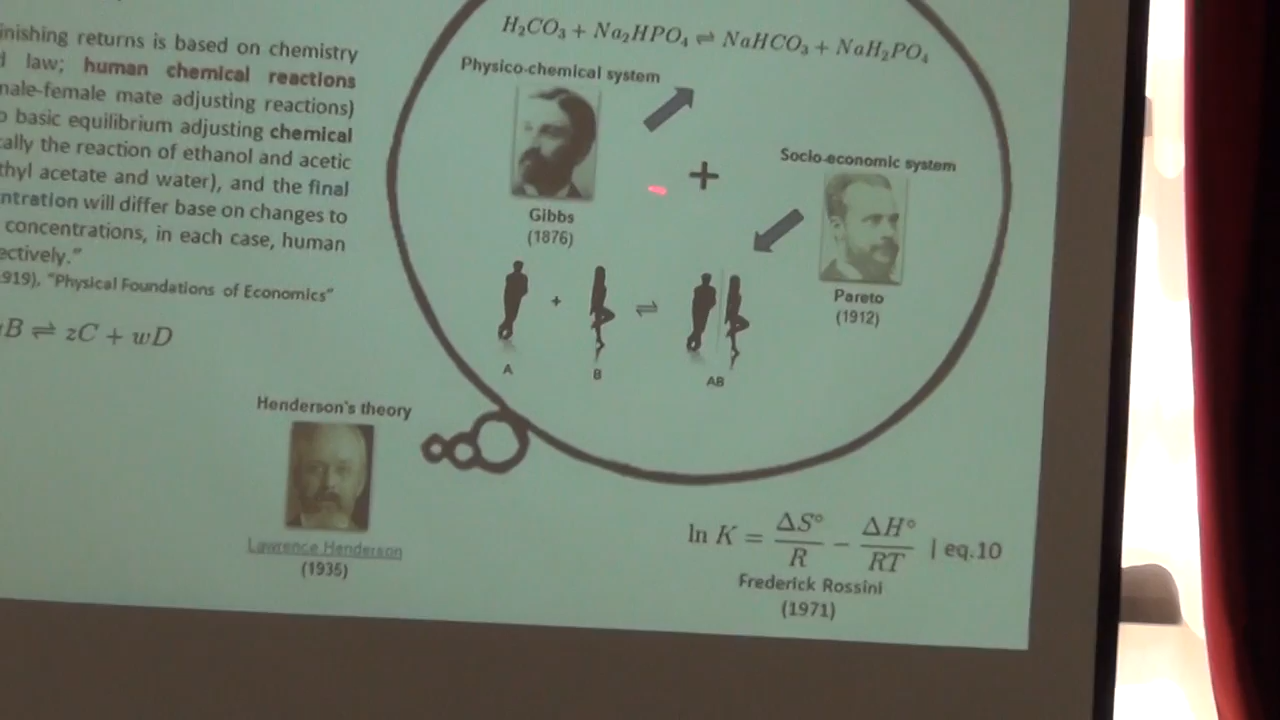 inishing returns is based on chemistry
law; human chemical reactions
male-female mate adjusting reactions)
basic equilibrium adjusting chemical
cally the reaction of ethanol and acetic
thyl acetate and water), and the final
ntration will differ base on changes to
concentrations, in each case, human
ectively."
919), "Physical Foundations of Economics"
B ⇌ zC + wD
H₂CO₃ + Na₂HPO₄ ⇌ NaHCO₃ + NaH₂PO₄
Physico-chemical system
+
Socio-economic system
Gibbs
(1876)
Pareto
(1912)
+ ⇌
A B AB
Henderson's theory
Lawrence Henderson
(1935)
ln K = ΔS°/R − ΔH°/RT | eq.10
Frederick Rossini
(1971)